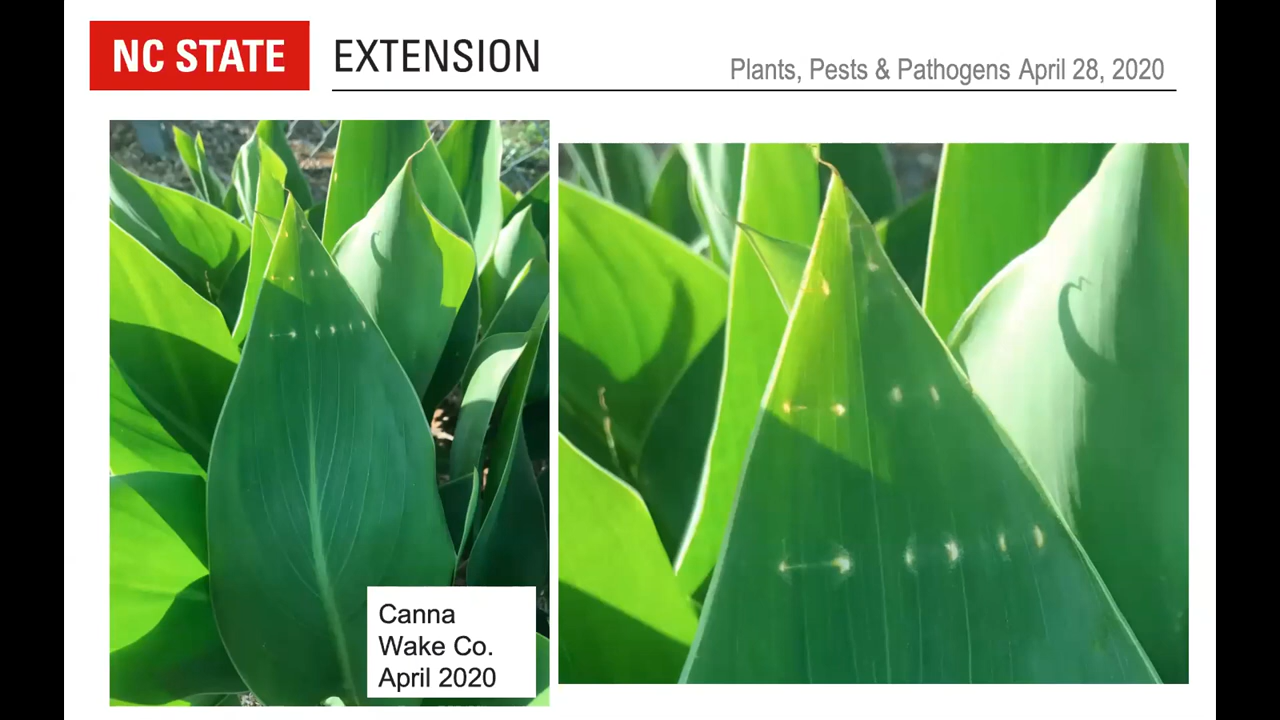 NC STATE EXTENSION
Plants, Pests & Pathogens April 28, 2020
Canna
Wake Co.
April 2020